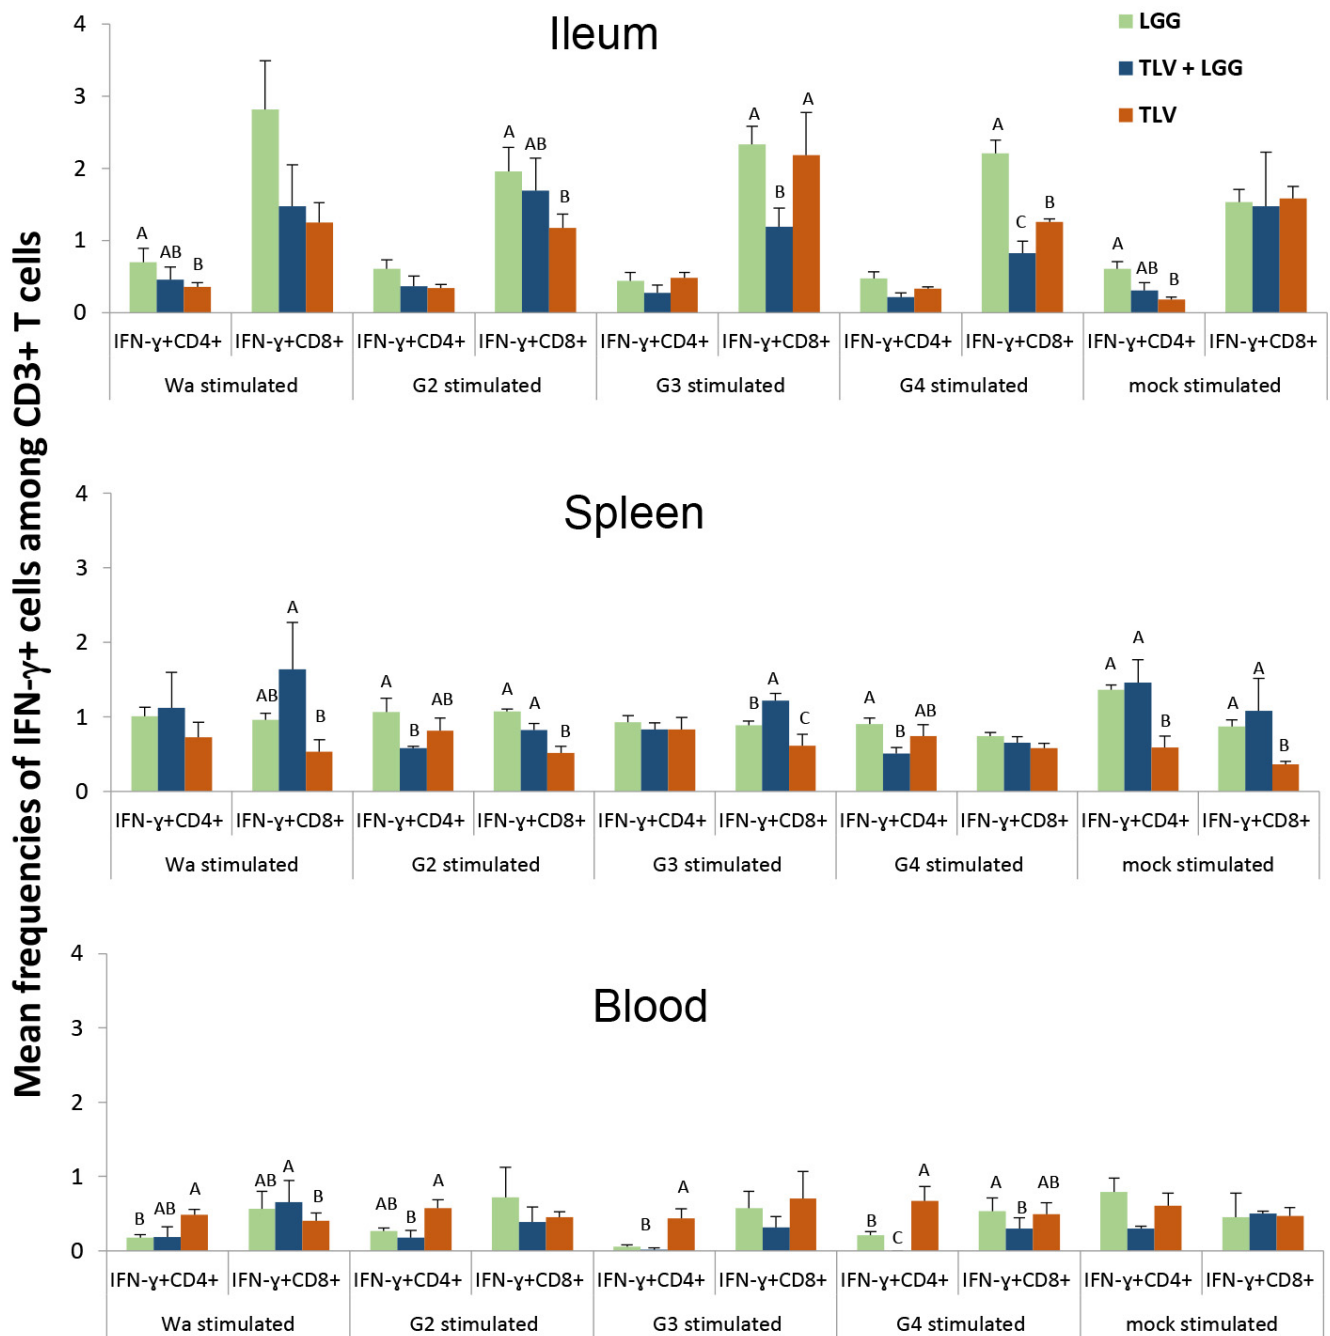 Mean frequencies of IFN-γ+ cells among CD3+ T cells
Ileum
LGG
TLV + LGG
TLV
4
3
2
1
0
A AB B
A AB B
A B A
A C B
A AB B
IFN-ɣ+CD4+ IFN-ɣ+CD8+ IFN-ɣ+CD4+ IFN-ɣ+CD8+ IFN-ɣ+CD4+ IFN-ɣ+CD8+ IFN-ɣ+CD4+ IFN-ɣ+CD8+ IFN-ɣ+CD4+ IFN-ɣ+CD8+
Wa stimulated G2 stimulated G3 stimulated G4 stimulated mock stimulated
Spleen
4
3
2
1
0
AB A B
A B AB
A A B
B A C
A B AB
A A B
A A B
IFN-ɣ+CD4+ IFN-ɣ+CD8+ IFN-ɣ+CD4+ IFN-ɣ+CD8+ IFN-ɣ+CD4+ IFN-ɣ+CD8+ IFN-ɣ+CD4+ IFN-ɣ+CD8+ IFN-ɣ+CD4+ IFN-ɣ+CD8+
Wa stimulated G2 stimulated G3 stimulated G4 stimulated mock stimulated
Blood
4
3
2
1
0
B AB A
AB A B
AB B A
B A
B C A
A B AB
IFN-ɣ+CD4+ IFN-ɣ+CD8+ IFN-ɣ+CD4+ IFN-ɣ+CD8+ IFN-ɣ+CD4+ IFN-ɣ+CD8+ IFN-ɣ+CD4+ IFN-ɣ+CD8+ IFN-ɣ+CD4+ IFN-ɣ+CD8+
Wa stimulated G2 stimulated G3 stimulated G4 stimulated mock stimulated